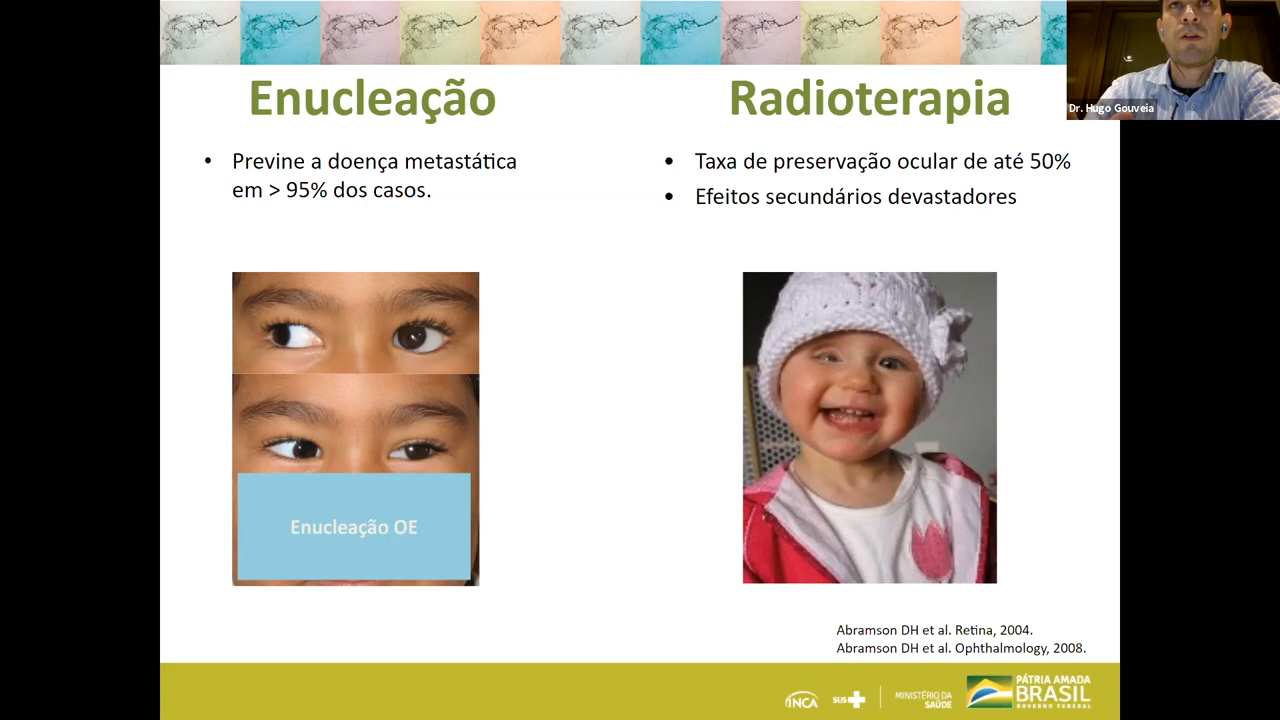 Enucleação
• Previne a doença metastática
em > 95% dos casos.
Enucleação OE
Radioterapia
• Taxa de preservação ocular de até 50%
• Efeitos secundários devastadores
Abramson DH et al. Retina, 2004.
Abramson DH et al. Ophthalmology, 2008.
Dr. Hugo Gouveia
INCA
SUS
MINISTÉRIO DA
SAÚDE
PÁTRIA AMADA
BRASIL
GOVERNO FEDERAL